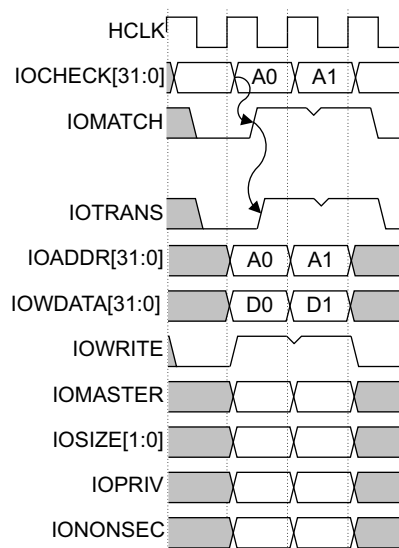 HCLK
IOCHECK[31:0] A0 A1
IOMATCH
IOTRANS
IOADDR[31:0] A0 A1
IOWDATA[31:0] D0 D1
IOWRITE
IOMASTER
IOSIZE[1:0]
IOPRIV
IONONSEC